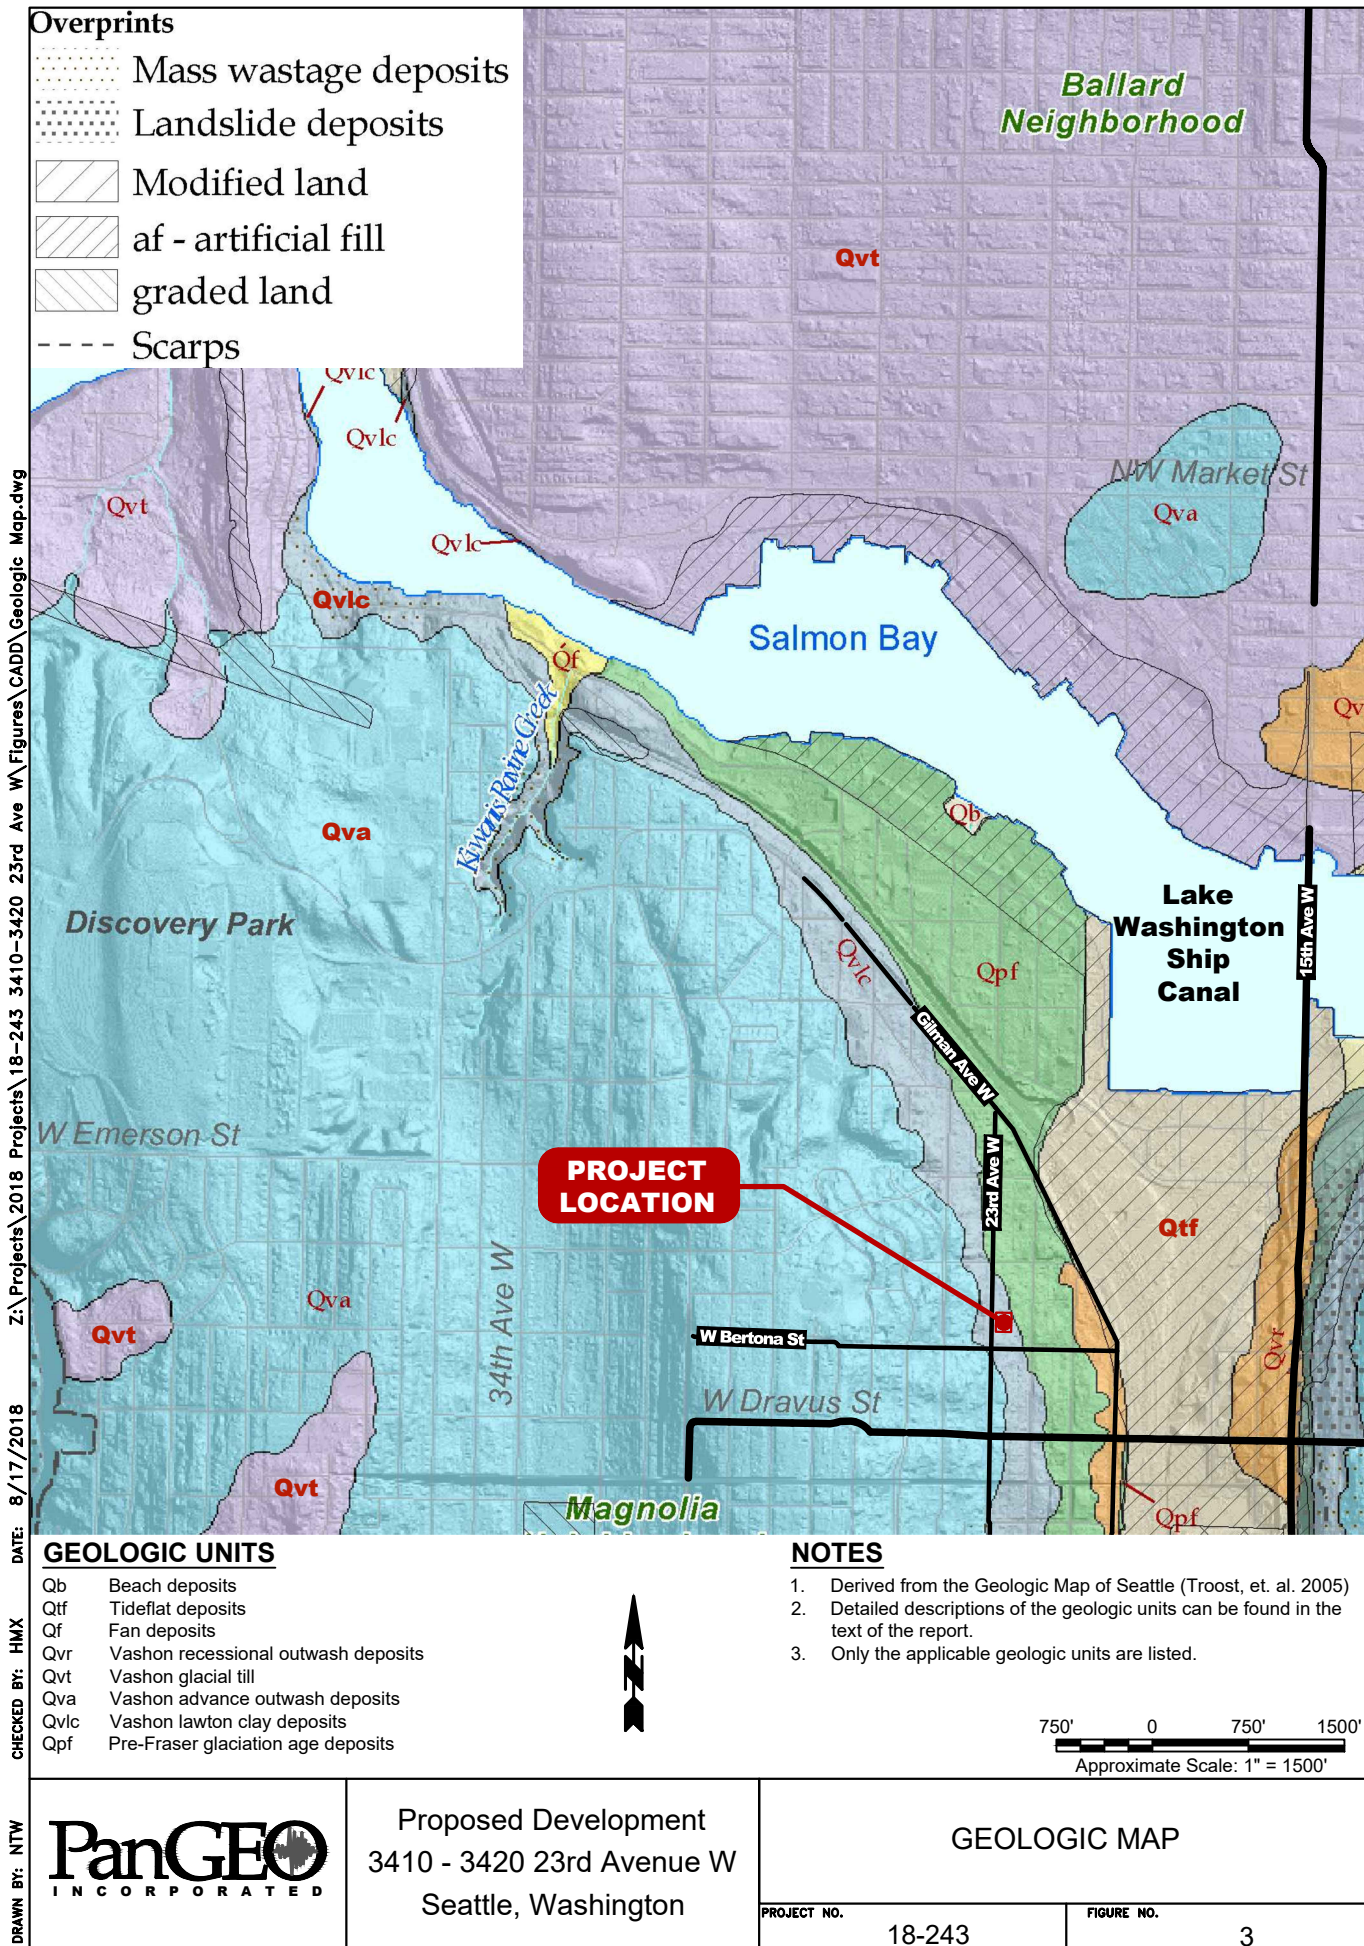 Overprints
Mass wastage deposits
Landslide deposits
Modified land
af - artificial fill
graded land
Scarps
Ballard
Neighborhood
Qvt
Qvlc
Qvlc
Qvt
Qvlc
Qvlc
NW Market St
Qva
Salmon Bay
Qf
Kiwanis Ravine Creek
Qva
Qb
Discovery Park
Lake
Washington
Ship
Canal
15th Ave W
Qvlc
Qpf
Gilman Ave W
W Emerson St
23rd Ave W
PROJECT
LOCATION
Qtf
34th Ave W
Qva
Qvt
W Bertona St
Qvr
W Dravus St
Qvt
Magnolia
Qpf
GEOLOGIC UNITS
Qb Beach deposits
Qtf Tideflat deposits
Qf Fan deposits
Qvr Vashon recessional outwash deposits
Qvt Vashon glacial till
Qva Vashon advance outwash deposits
Qvlc Vashon lawton clay deposits
Qpf Pre-Fraser glaciation age deposits
N
NOTES
1. Derived from the Geologic Map of Seattle (Troost, et. al. 2005)
2. Detailed descriptions of the geologic units can be found in the
text of the report.
3. Only the applicable geologic units are listed.
750' 0 750' 1500'
Approximate Scale: 1" = 1500'
PanGEO
INCORPORATED
Proposed Development
3410 - 3420 23rd Avenue W
Seattle, Washington
GEOLOGIC MAP
PROJECT NO.
18-243
FIGURE NO.
3
DRAWN BY: NTW CHECKED BY: HMX DATE: 8/17/2018 Z:\Projects\2018 Projects\18-243 3410-3420 23rd Ave W\Figures\CADD\Geologic Map.dwg